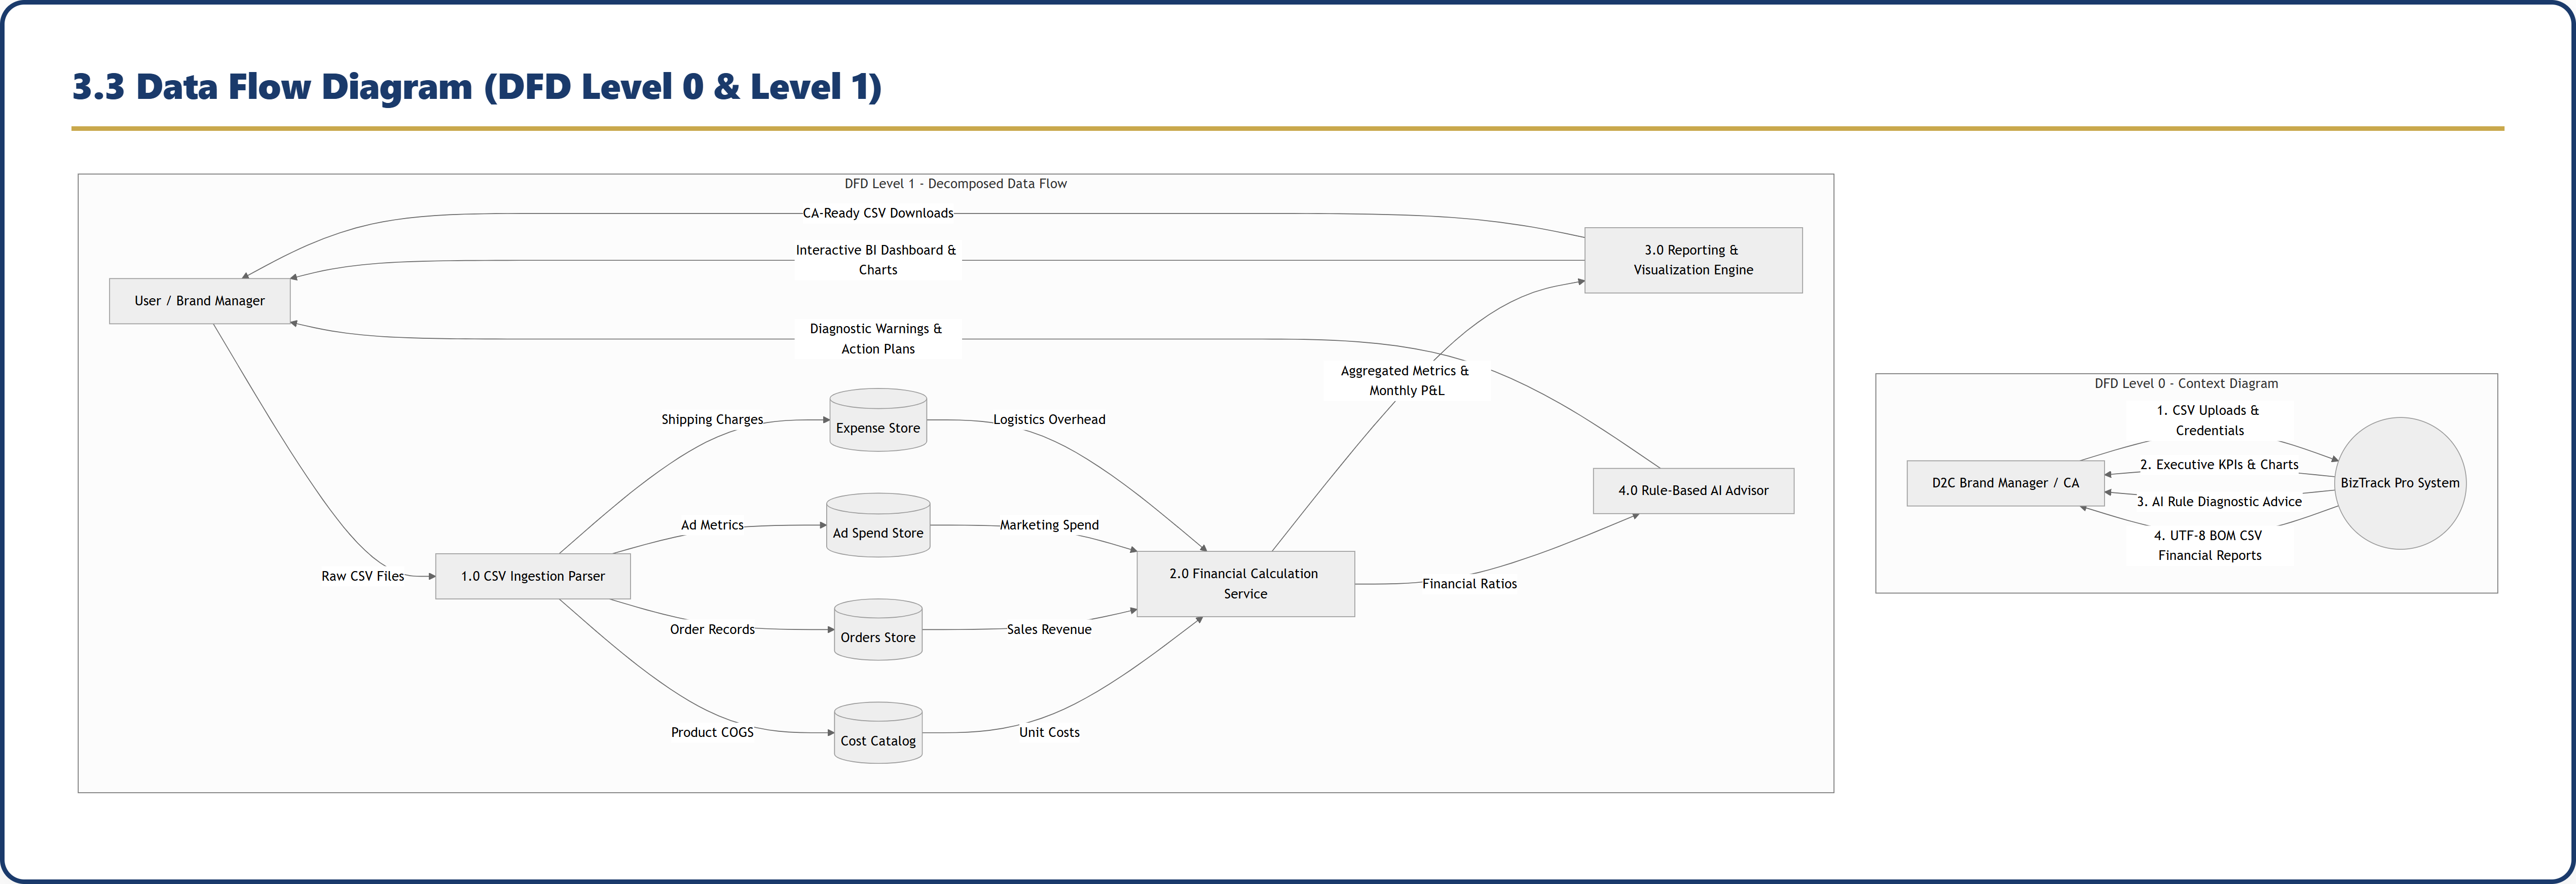 3.3 Data Flow Diagram (DFD Level 0 & Level 1)
DFD Level 1 - Decomposed Data Flow
CA-Ready CSV Downloads
Interactive BI Dashboard &
Charts
3.0 Reporting &
Visualization Engine
User / Brand Manager
Diagnostic Warnings &
Action Plans
Aggregated Metrics &
Monthly P&L
Shipping Charges
Expense Store
Logistics Overhead
4.0 Rule-Based AI Advisor
Ad Metrics
Ad Spend Store
Marketing Spend
Raw CSV Files
1.0 CSV Ingestion Parser
2.0 Financial Calculation
Service
Financial Ratios
Order Records
Orders Store
Sales Revenue
Product COGS
Cost Catalog
Unit Costs
DFD Level 0 - Context Diagram
1. CSV Uploads &
Credentials
2. Executive KPIs & Charts
D2C Brand Manager / CA
BizTrack Pro System
3. AI Rule Diagnostic Advice
4. UTF-8 BOM CSV
Financial Reports